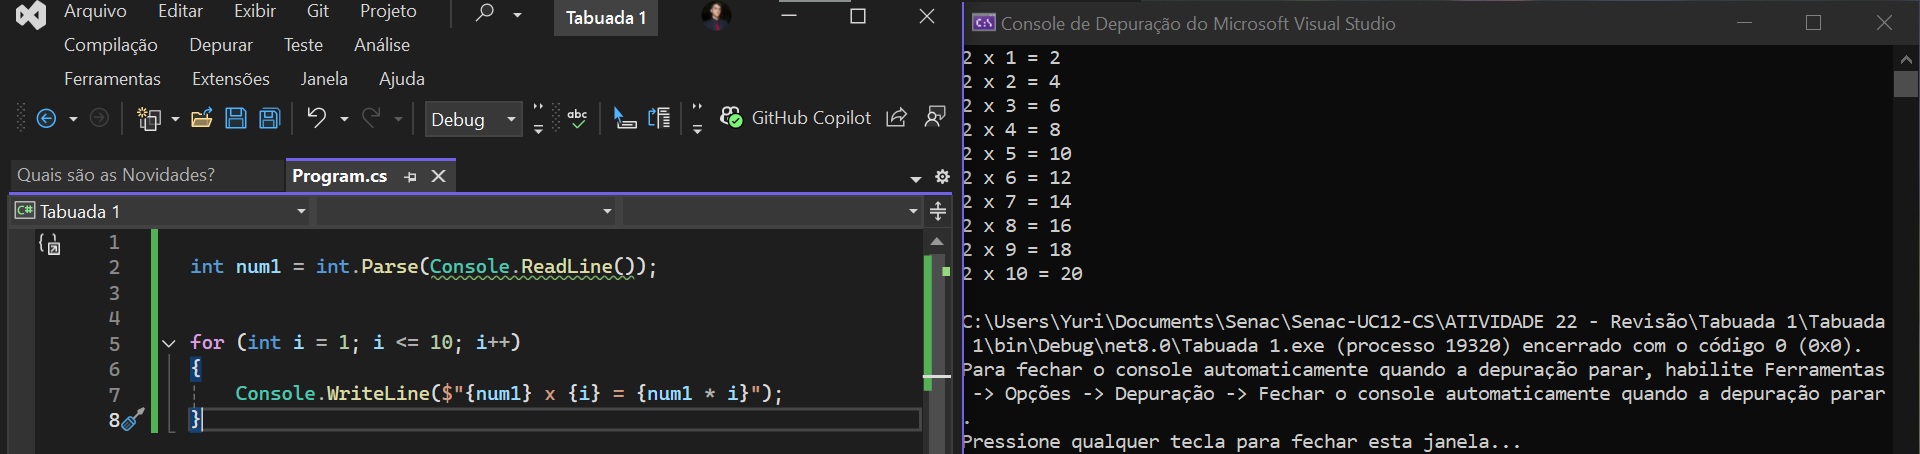 Arquivo Editar Exibir Git Projeto Tabuada 1
Compilação Depurar Teste Análise
Ferramentas Extensões Janela Ajuda
Debug abc GitHub Copilot
Quais são as Novidades? Program.cs
C# Tabuada 1
1
2 int num1 = int.Parse(Console.ReadLine());
3
4
5 for (int i = 1; i <= 10; i++)
6 {
7 Console.WriteLine($"{num1} x {i} = {num1 * i}");
8 }
C:\ Console de Depuração do Microsoft Visual Studio
2 x 1 = 2
2 x 2 = 4
2 x 3 = 6
2 x 4 = 8
2 x 5 = 10
2 x 6 = 12
2 x 7 = 14
2 x 8 = 16
2 x 9 = 18
2 x 10 = 20
C:\Users\Yuri\Documents\Senac\Senac-UC12-CS\ATIVIDADE 22 - Revisão\Tabuada 1\Tabuada
1\bin\Debug\net8.0\Tabuada 1.exe (processo 19320) encerrado com o código 0 (0x0).
Para fechar o console automaticamente quando a depuração parar, habilite Ferramentas
-> Opções -> Depuração -> Fechar o console automaticamente quando a depuração parar
.
Pressione qualquer tecla para fechar esta janela...